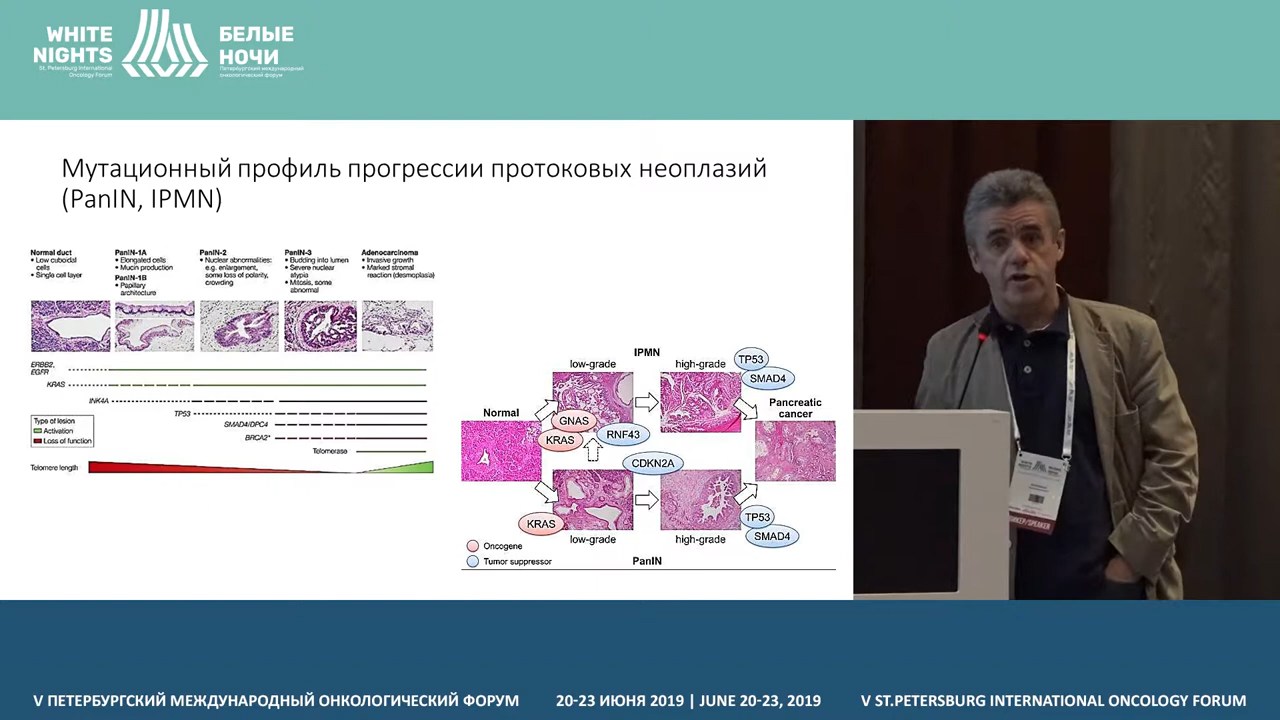 WHITE
NIGHTS
St. Petersburg International
Oncology Forum
БЕЛЫЕ
НОЧИ
Петербургский международный
онкологический форум
Мутационный профиль прогрессии протоковых неоплазий
(PanIN, IPMN)
Normal duct
• Low cuboidal
cells
• Single cell layer
PanIN-1A
• Elongated cells
• Mucin production
PanIN-1B
• Papillary
architecture
PanIN-2
• Nuclear abnormalities:
e.g. enlargement,
some loss of polarity,
crowding
PanIN-3
• Budding into lumen
• Severe nuclear
atypia
• Mitosis, some
abnormal
Adenocarcinoma
• Invasive growth
• Marked stromal
reaction (desmoplasia)
ERBB2,
EGFR
KRAS
INK4A
TP53
SMAD4/DPC4
BRCA2*
Telomerase
Type of lesion
Activation
Loss of function
Telomere length
IPMN
low-grade
high-grade
TP53
SMAD4
Normal
Pancreatic
cancer
GNAS
KRAS
RNF43
CDKN2A
KRAS
TP53
SMAD4
low-grade
high-grade
Oncogene
Tumor suppressor
PanIN
V ПЕТЕРБУРГСКИЙ МЕЖДУНАРОДНЫЙ ОНКОЛОГИЧЕСКИЙ ФОРУМ
20-23 ИЮНЯ 2019 | JUNE 20-23, 2019
V ST.PETERSBURG INTERNATIONAL ONCOLOGY FORUM